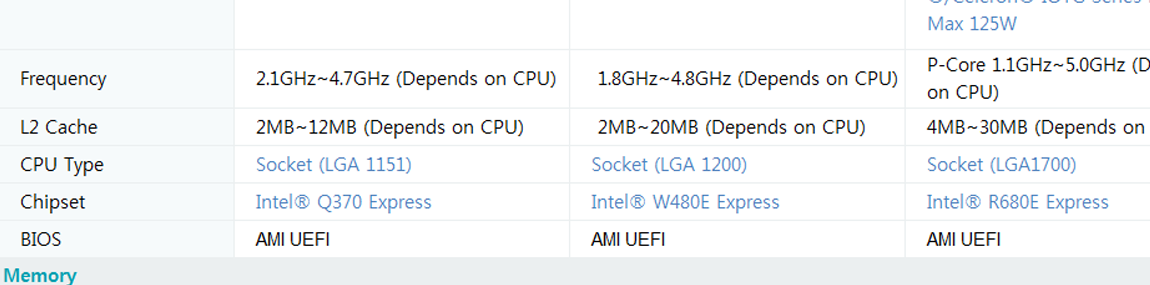 Max 125W
Frequency 2.1GHz~4.7GHz (Depends on CPU) 1.8GHz~4.8GHz (Depends on CPU) P-Core 1.1GHz~5.0GHz
on CPU)
L2 Cache 2MB~12MB (Depends on CPU) 2MB~20MB (Depends on CPU) 4MB~30MB (Depends on
CPU Type Socket (LGA 1151) Socket (LGA 1200) Socket (LGA1700)
Chipset Intel® Q370 Express Intel® W480E Express Intel® R680E Express
BIOS AMI UEFI AMI UEFI AMI UEFI
Memory